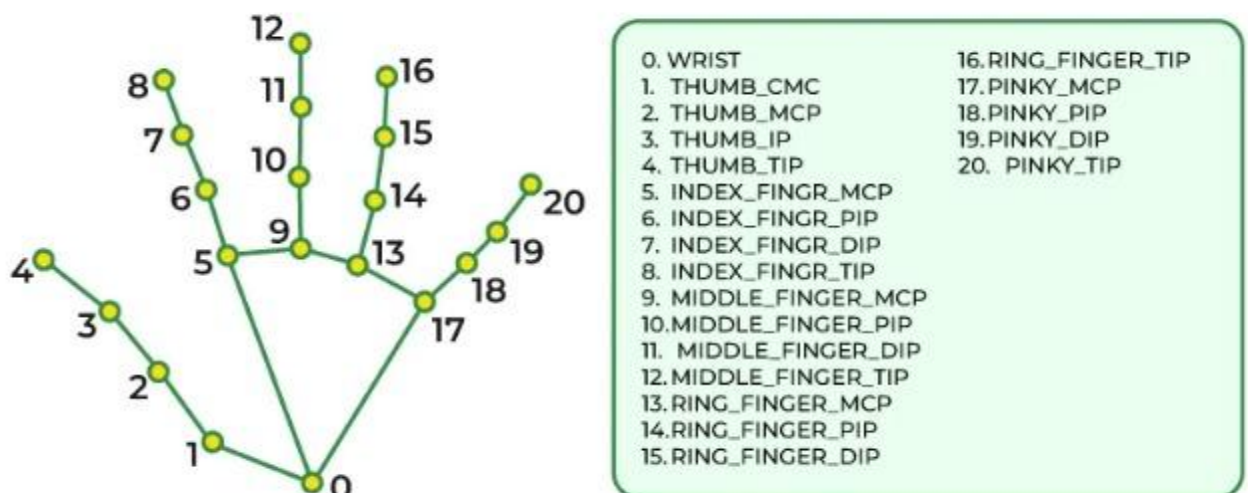 12
8
16
11
7
15
10
6
14
20
9
5
13
19
4
18
3
17
2
1
0
0. WRIST
1. THUMB_CMC
2. THUMB_MCP
3. THUMB_IP
4. THUMB_TIP
5. INDEX_FINGR_MCP
6. INDEX_FINGR_PIP
7. INDEX_FINGR_DIP
8. INDEX_FINGR_TIP
9. MIDDLE_FINGER_MCP
10.MIDDLE_FINGER_PIP
11. MIDDLE_FINGER_DIP
12.MIDDLE_FINGER_TIP
13.RING_FINGER_MCP
14.RING_FINGER_PIP
15.RING_FINGER_DIP
16.RING_FINGER_TIP
17.PINKY_MCP
18.PINKY_PIP
19.PINKY_DIP
20. PINKY_TIP